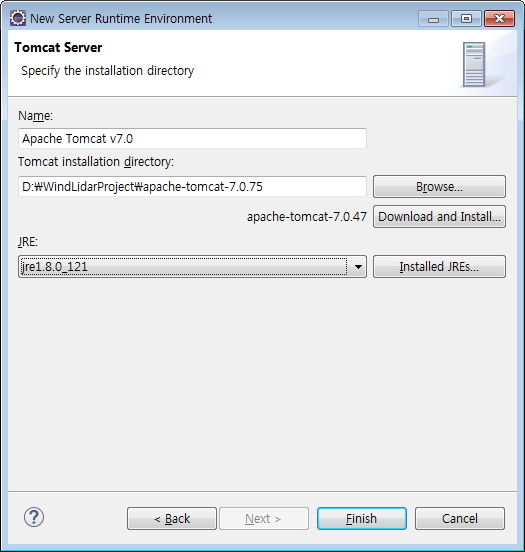 New Server Runtime Environment
Tomcat Server
Specify the installation directory
Name:
Apache Tomcat v7.0
Tomcat installation directory:
D:₩WindLidarProject₩apache-tomcat-7.0.75
Browse...
apache-tomcat-7.0.47
Download and Install...
JRE:
jre1.8.0_121
Installed JREs...
?
< Back
Next >
Finish
Cancel